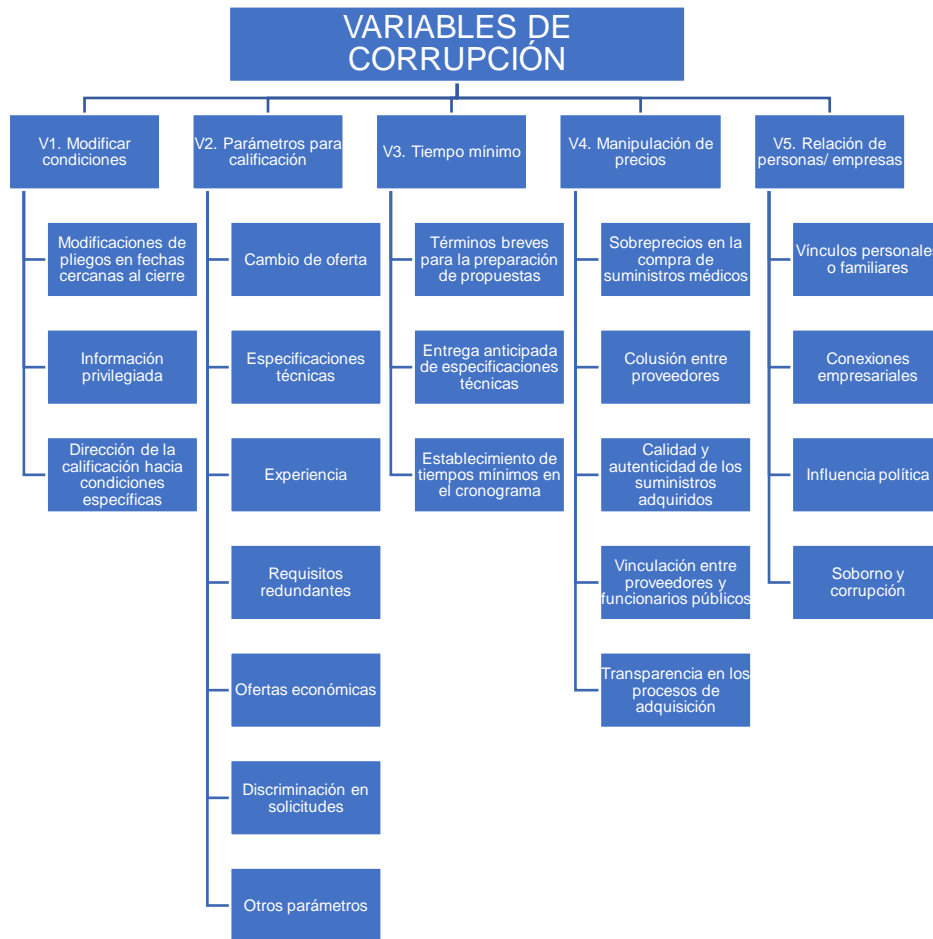 VARIABLES DE
CORRUPCIÓN
V1. Modificar
condiciones
Modificaciones de
pliegos en fechas
cercanas al cierre
Información
privilegiada
Dirección de la
calificación hacia
condiciones
específicas
V2. Parámetros para
calificación
Cambio de oferta
Especificaciones
técnicas
Experiencia
Requisitos
redundantes
Ofertas económicas
Discriminación en
solicitudes
Otros parámetros
V3. Tiempo mínimo
Términos breves
para la preparación
de propuestas
Entrega anticipada
de especificaciones
técnicas
Establecimiento de
tiempos mínimos en
el cronograma
V4. Manipulación de
precios
Sobreprecios en la
compra de
suministros médicos
Colusión entre
proveedores
Calidad y
autenticidad de los
suministros
adquiridos
Vinculación entre
proveedores y
funcionarios públicos
Transparencia en los
procesos de
adquisición
V5. Relación de
personas/ empresas
Vínculos personales
o familiares
Conexiones
empresariales
Influencia política
Soborno y
corrupción